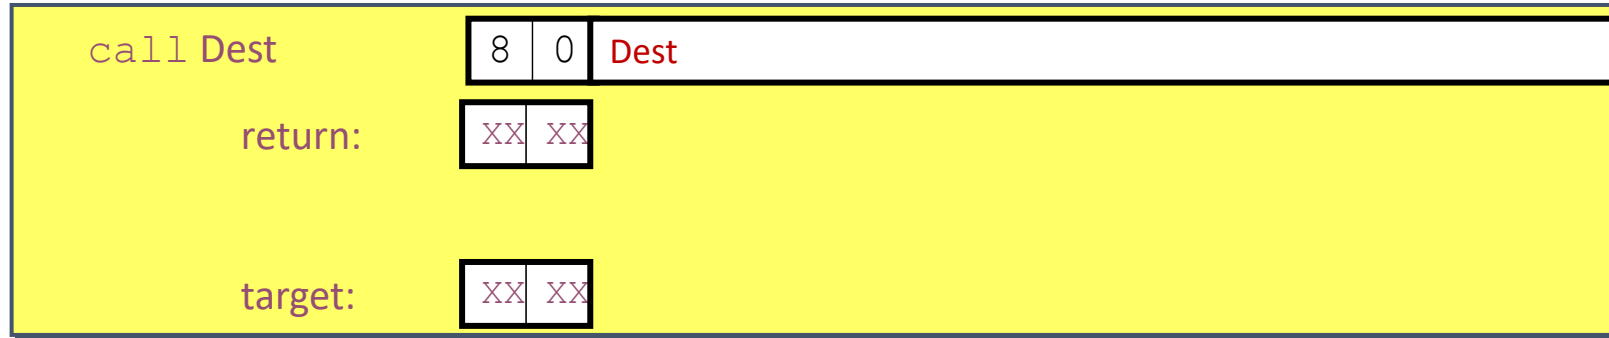 call Dest 8 0 Dest
return: XX XX
target: XX XX